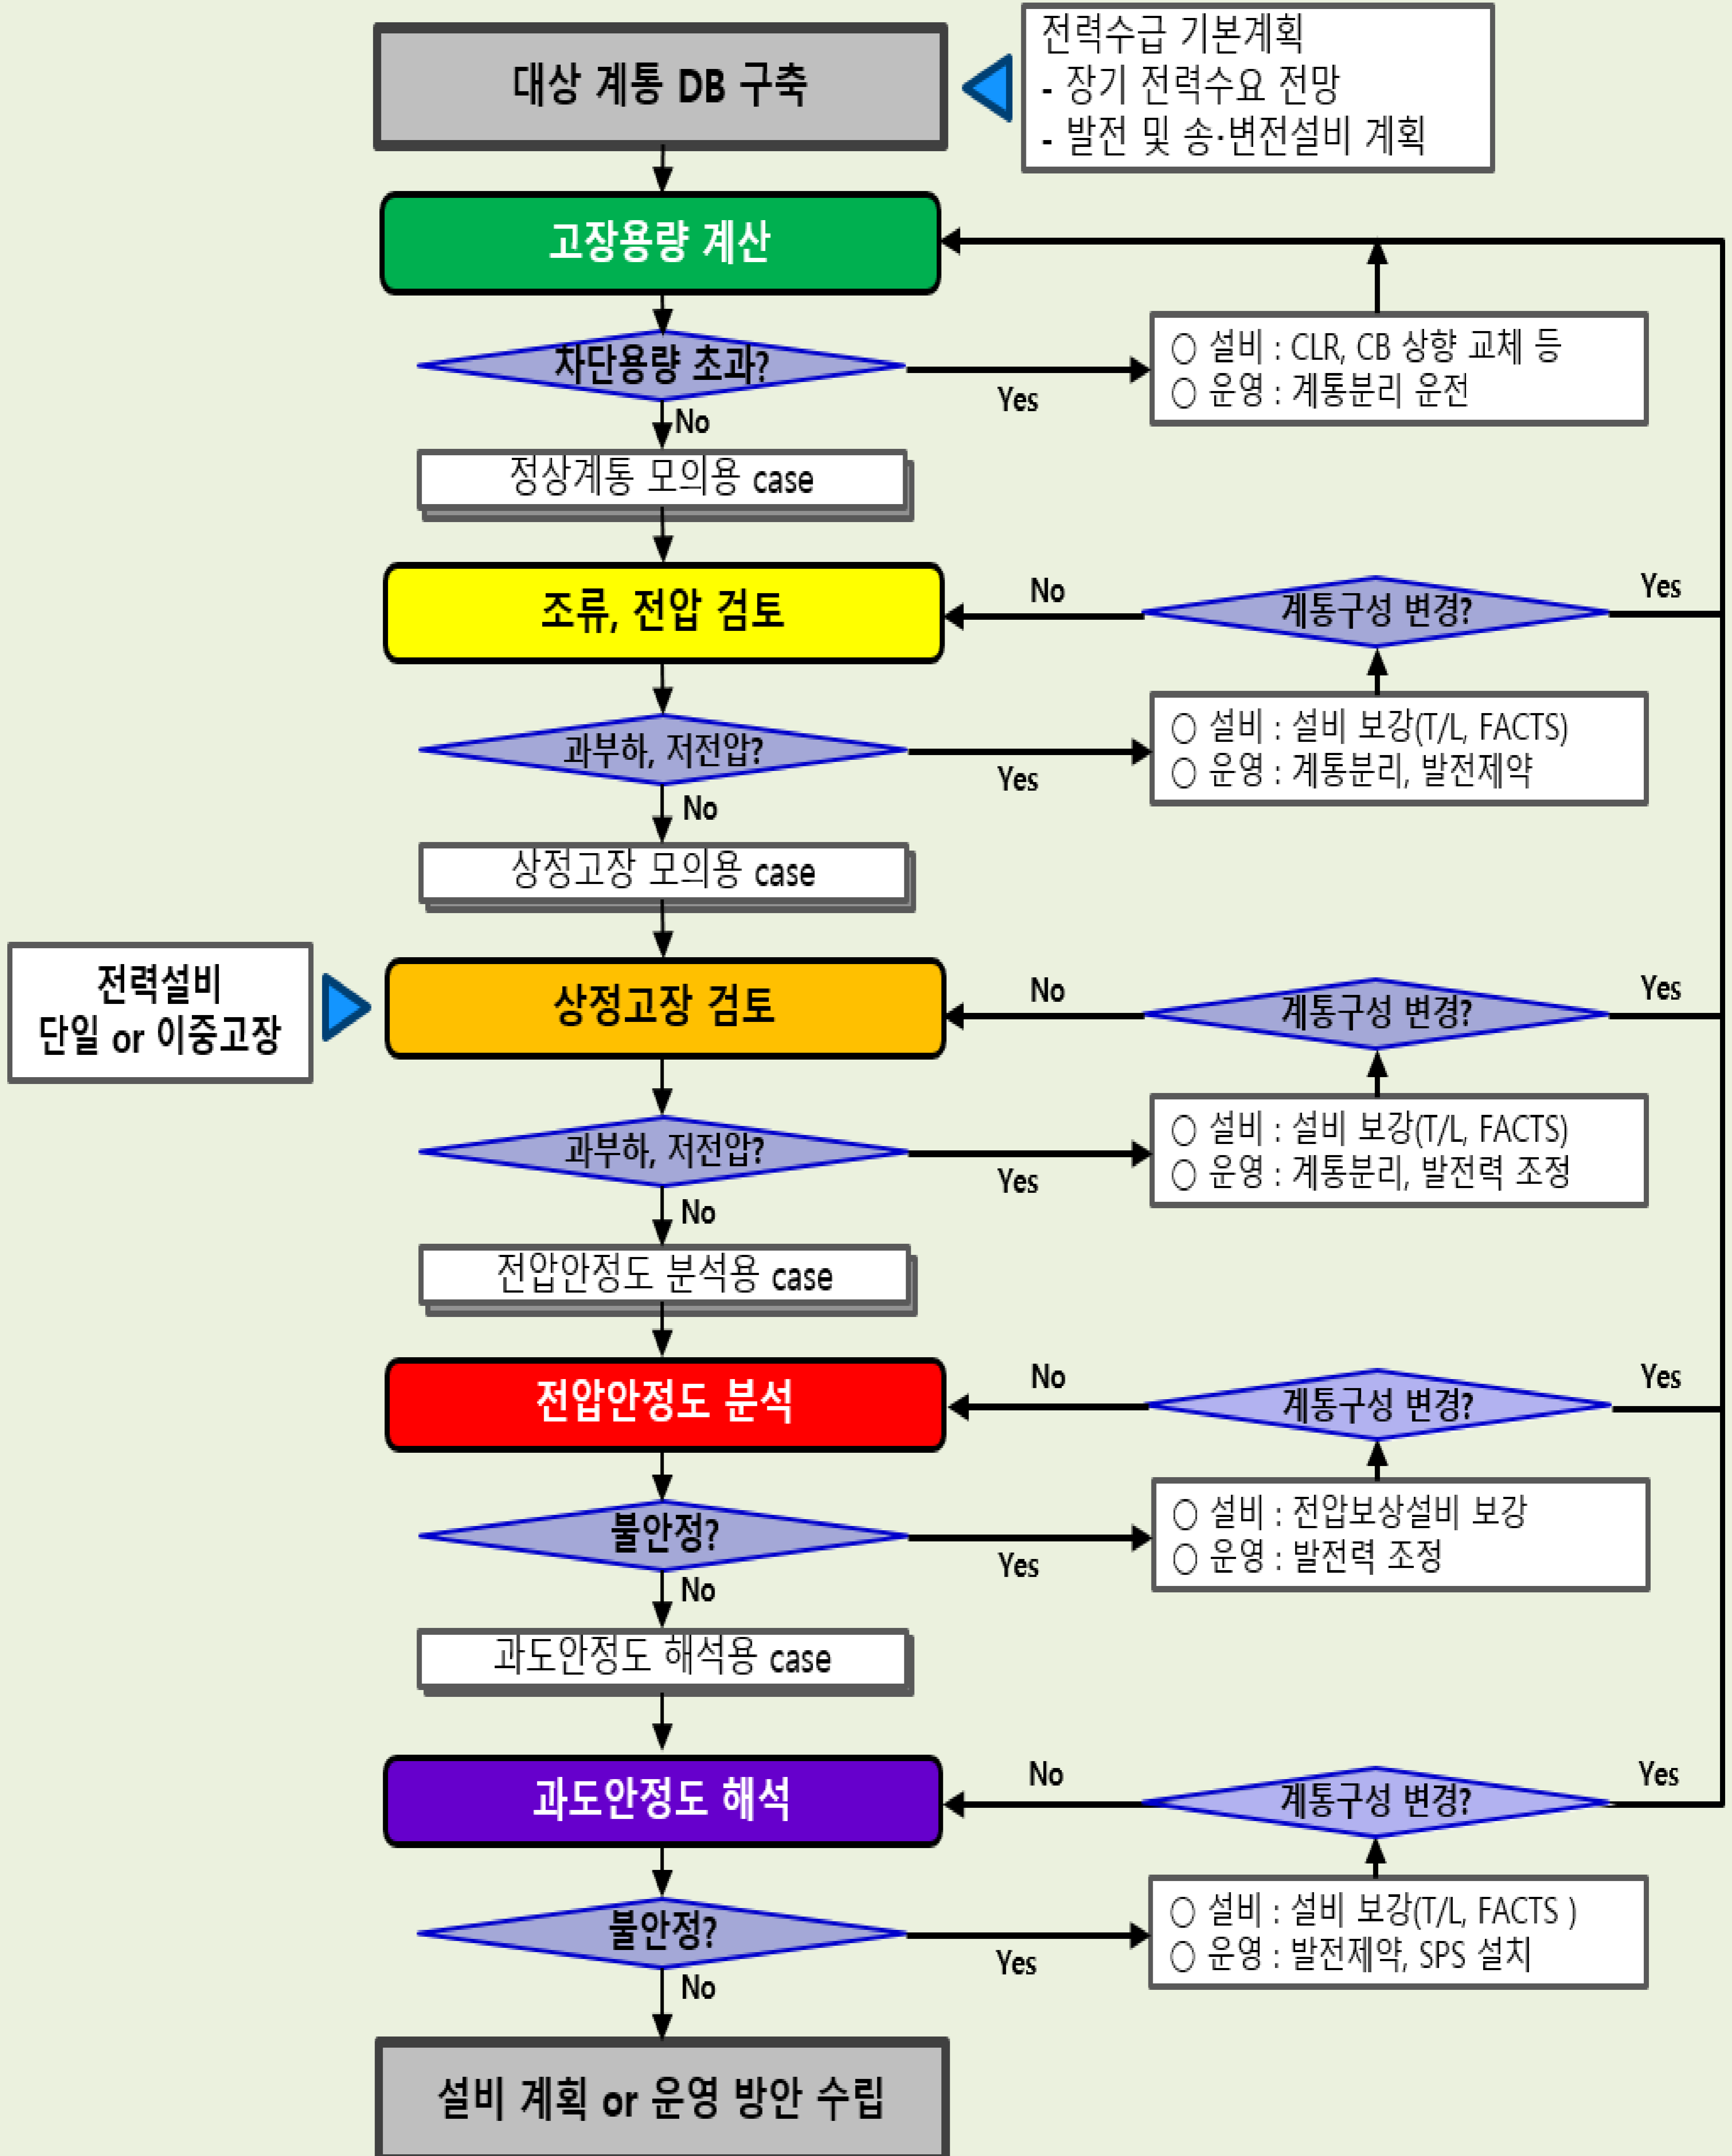 대상 계통 DB 구축
전력수급 기본계획
- 장기 전력수요 전망
- 발전 및 송·변전설비 계획
고장용량 계산
차단용량 초과?
Yes
○ 설비 : CLR, CB 상향 교체 등
○ 운영 : 계통분리 운전
No
정상계통 모의용 case
조류, 전압 검토
No
계통구성 변경?
Yes
과부하, 저전압?
Yes
○ 설비 : 설비 보강(T/L, FACTS)
○ 운영 : 계통분리, 발전제약
No
상정고장 모의용 case
전력설비
단일 or 이중고장
상정고장 검토
No
계통구성 변경?
Yes
과부하, 저전압?
Yes
○ 설비 : 설비 보강(T/L, FACTS)
○ 운영 : 계통분리, 발전력 조정
No
전압안정도 분석용 case
전압안정도 분석
No
계통구성 변경?
Yes
불안정?
Yes
○ 설비 : 전압보상설비 보강
○ 운영 : 발전력 조정
No
과도안정도 해석용 case
과도안정도 해석
No
계통구성 변경?
Yes
불안정?
Yes
○ 설비 : 설비 보강(T/L, FACTS )
○ 운영 : 발전제약, SPS 설치
No
설비 계획 or 운영 방안 수립